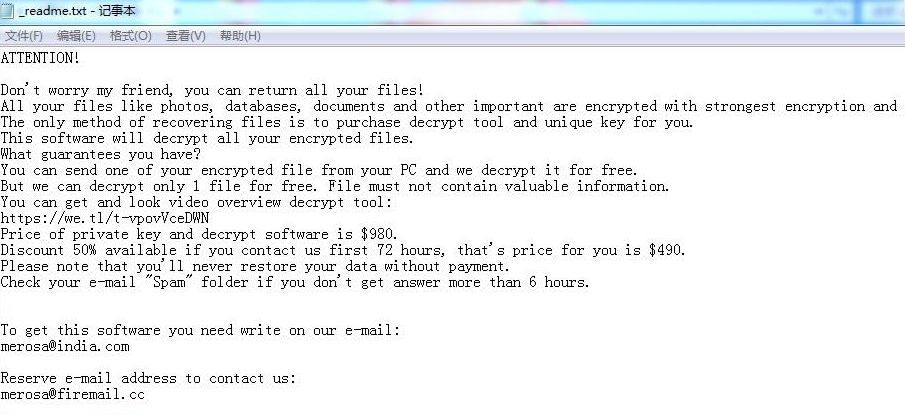 _readme.txt - 记事本
文件(F) 编辑(E) 格式(O) 查看(V) 帮助(H)
ATTENTION!
Don't worry my friend, you can return all your files!
All your files like photos, databases, documents and other important are encrypted with strongest encryption and
The only method of recovering files is to purchase decrypt tool and unique key for you.
This software will decrypt all your encrypted files.
What guarantees you have?
You can send one of your encrypted file from your PC and we decrypt it for free.
But we can decrypt only 1 file for free. File must not contain valuable information.
You can get and look video overview decrypt tool:
https://we.tl/t-vpovVceDWN
Price of private key and decrypt software is $980.
Discount 50% available if you contact us first 72 hours, that's price for you is $490.
Please note that you'll never restore your data without payment.
Check your e-mail "Spam" folder if you don't get answer more than 6 hours.
To get this software you need write on our e-mail:
merosa@india.com
Reserve e-mail address to contact us:
merosa@firemail.cc